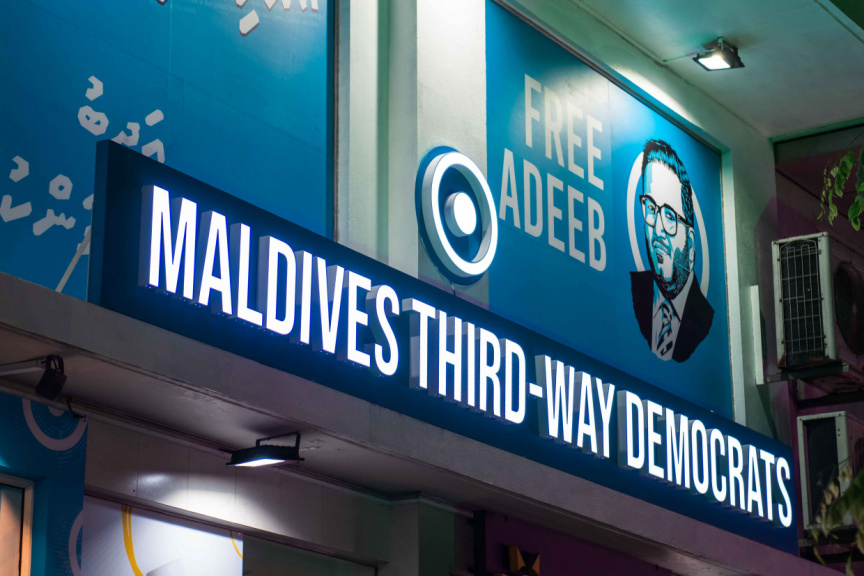 FREE
ADEEB
MALDIVES THIRD-WAY DEMOCRATS